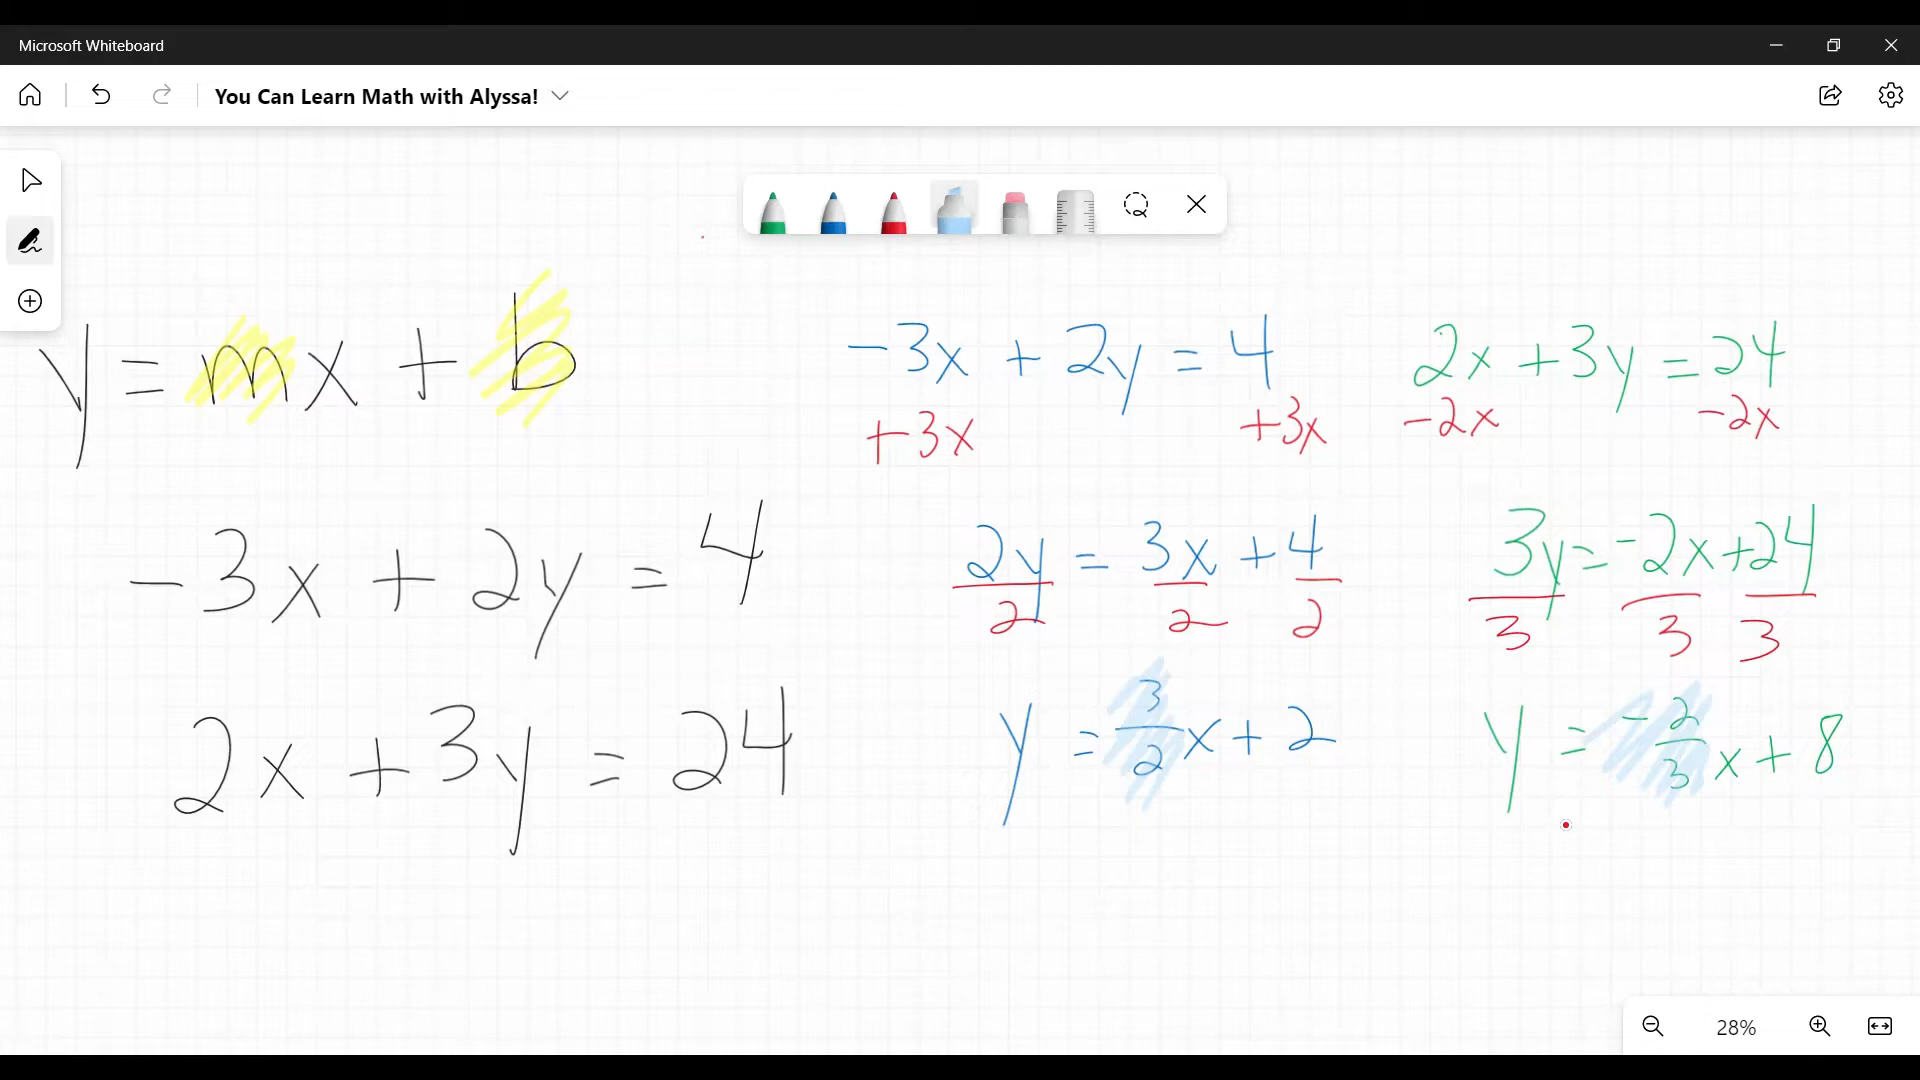 Microsoft Whiteboard
You Can Learn Math with Alyssa!
y = mx + b
-3x + 2y = 4
2x + 3y = 24
-3x + 2y = 4
+3x +3x
2y = 3x + 4
2 2 2
y = 3/2 x + 2
2x + 3y = 24
-2x -2x
3y = -2x + 24
3 3 3
y = -2/3 x + 8
28%